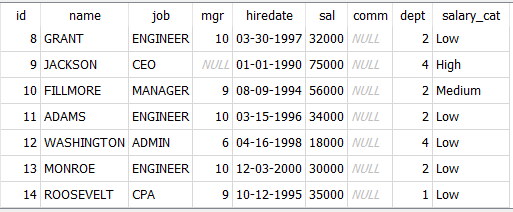 id name job mgr hiredate sal comm dept salary_cat
8 GRANT ENGINEER 10 03-30-1997 32000 NULL 2 Low
9 JACKSON CEO NULL 01-01-1990 75000 NULL 4 High
10 FILLMORE MANAGER 9 08-09-1994 56000 NULL 2 Medium
11 ADAMS ENGINEER 10 03-15-1996 34000 NULL 2 Low
12 WASHINGTON ADMIN 6 04-16-1998 18000 NULL 4 Low
13 MONROE ENGINEER 10 12-03-2000 30000 NULL 2 Low
14 ROOSEVELT CPA 9 10-12-1995 35000 NULL 1 Low